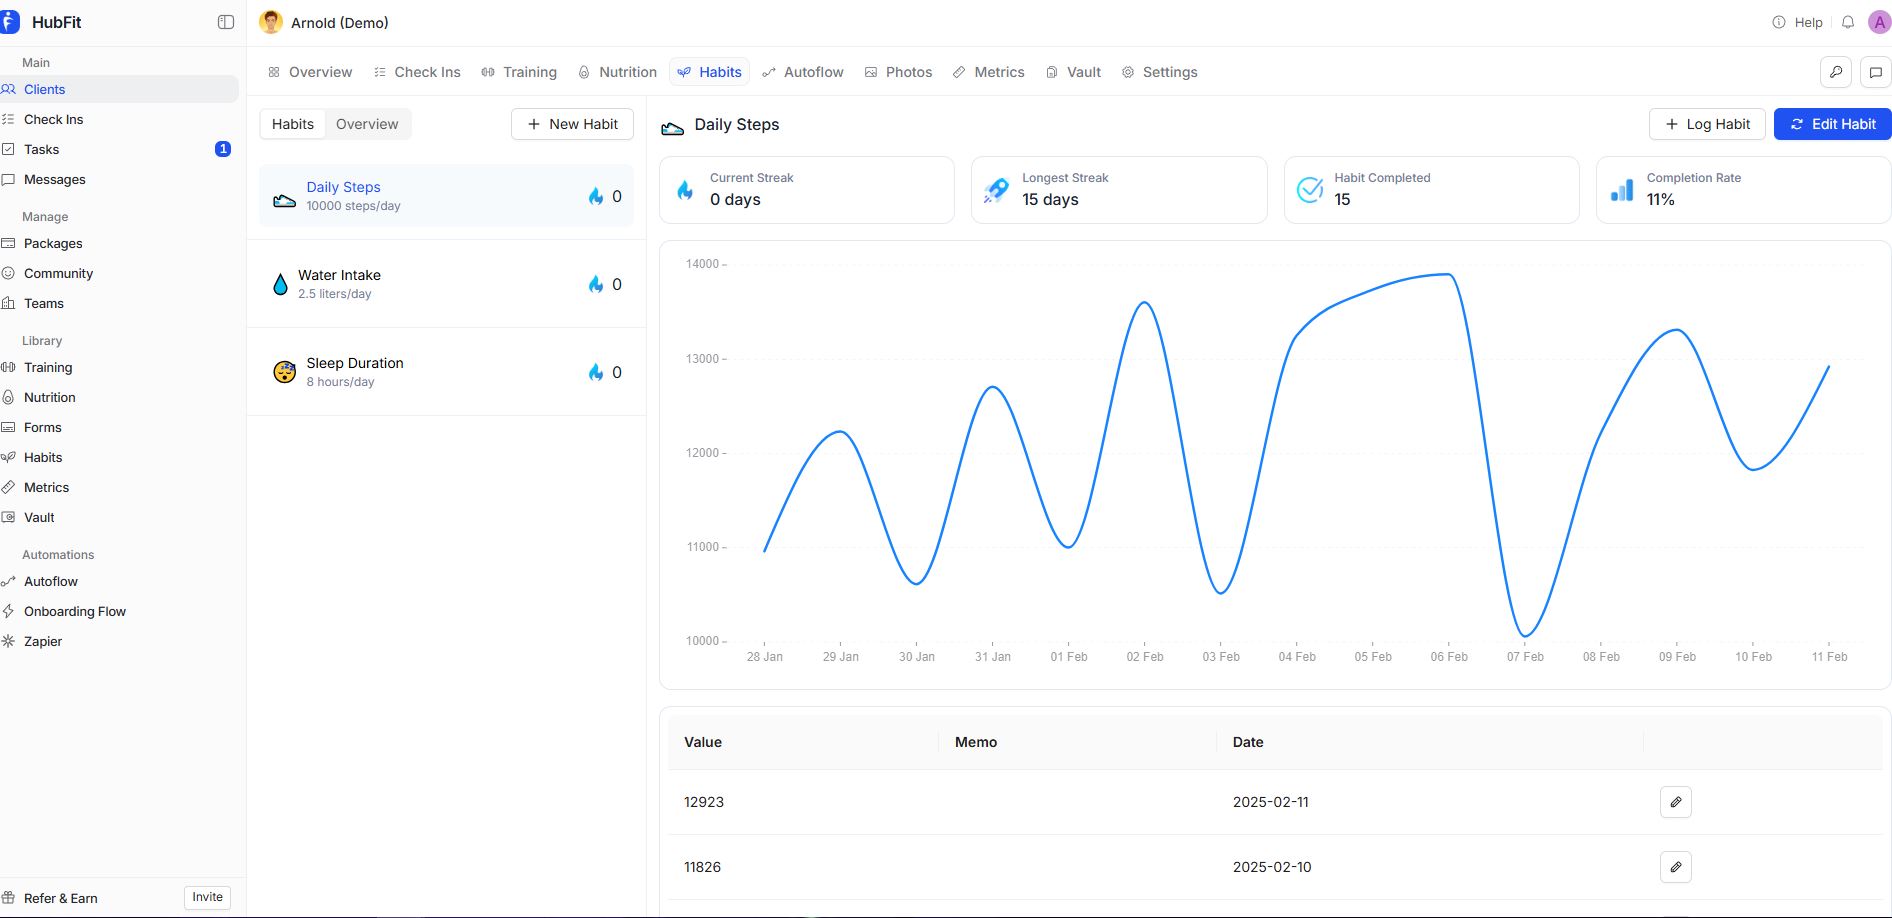 HubFit
Main
Clients
Check Ins
Tasks
1
Messages
Manage
Packages
Community
Teams
Library
Training
Nutrition
Forms
Habits
Metrics
Vault
Automations
Autoflow
Onboarding Flow
Zapier
Refer & Earn
Invite
Arnold (Demo)
Help
A
Overview
Check Ins
Training
Nutrition
Habits
Autoflow
Photos
Metrics
Vault
Settings
Habits
Overview
+ New Habit
Daily Steps
10000 steps/day
0
Water Intake
2.5 liters/day
0
Sleep Duration
8 hours/day
0
Daily Steps
+ Log Habit
Edit Habit
Current Streak
0 days
Longest Streak
15 days
Habit Completed
15
Completion Rate
11%
14000
13000
12000
11000
10000
28 Jan 29 Jan 30 Jan 31 Jan 01 Feb 02 Feb 03 Feb 04 Feb 05 Feb 06 Feb 07 Feb 08 Feb 09 Feb 10 Feb 11 Feb
Value Memo Date
12923 2025-02-11
11826 2025-02-10